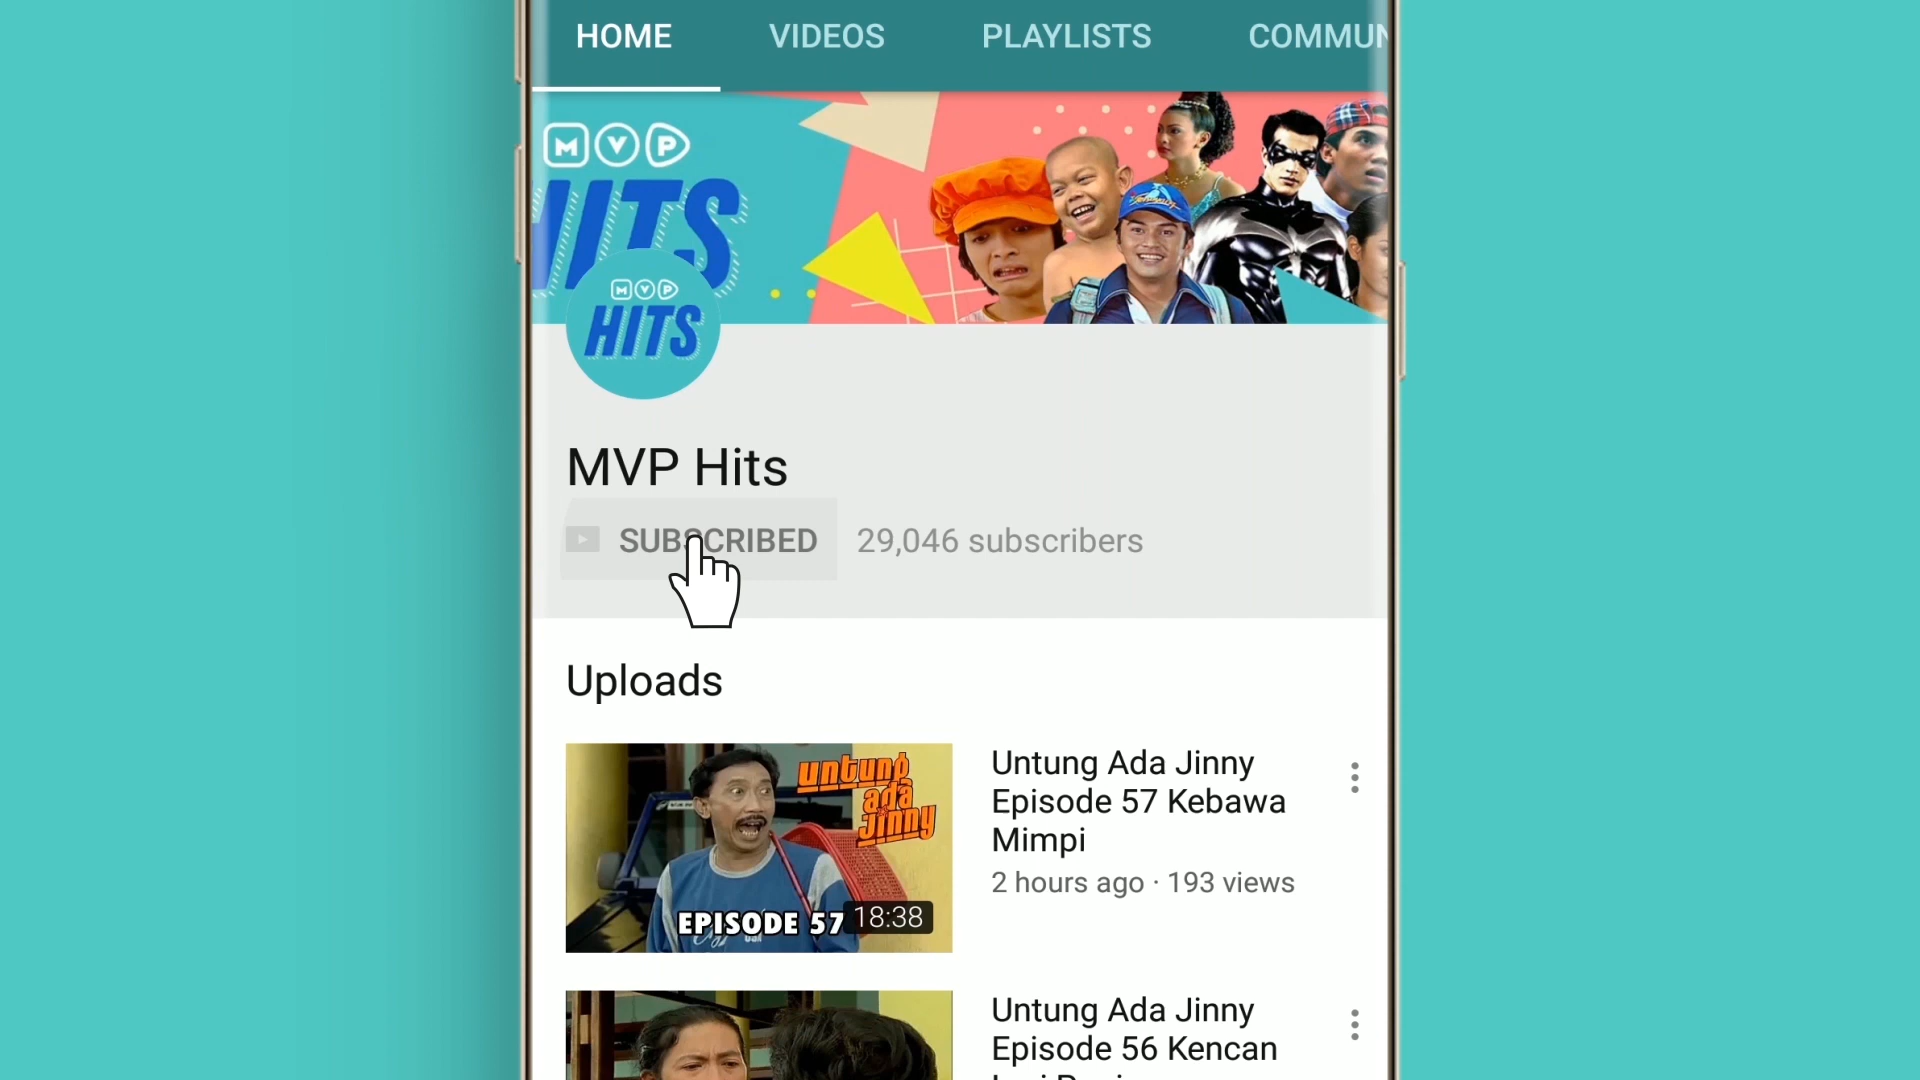 HOME VIDEOS PLAYLISTS COMMUN
MVP
HITS
MVP
HITS
MVP Hits
SUBSCRIBED 29,046 subscribers
Uploads
untung
ada
jinny
EPISODE 57 18:38
Untung Ada Jinny
Episode 57 Kebawa
Mimpi
2 hours ago · 193 views
Untung Ada Jinny
Episode 56 Kencan